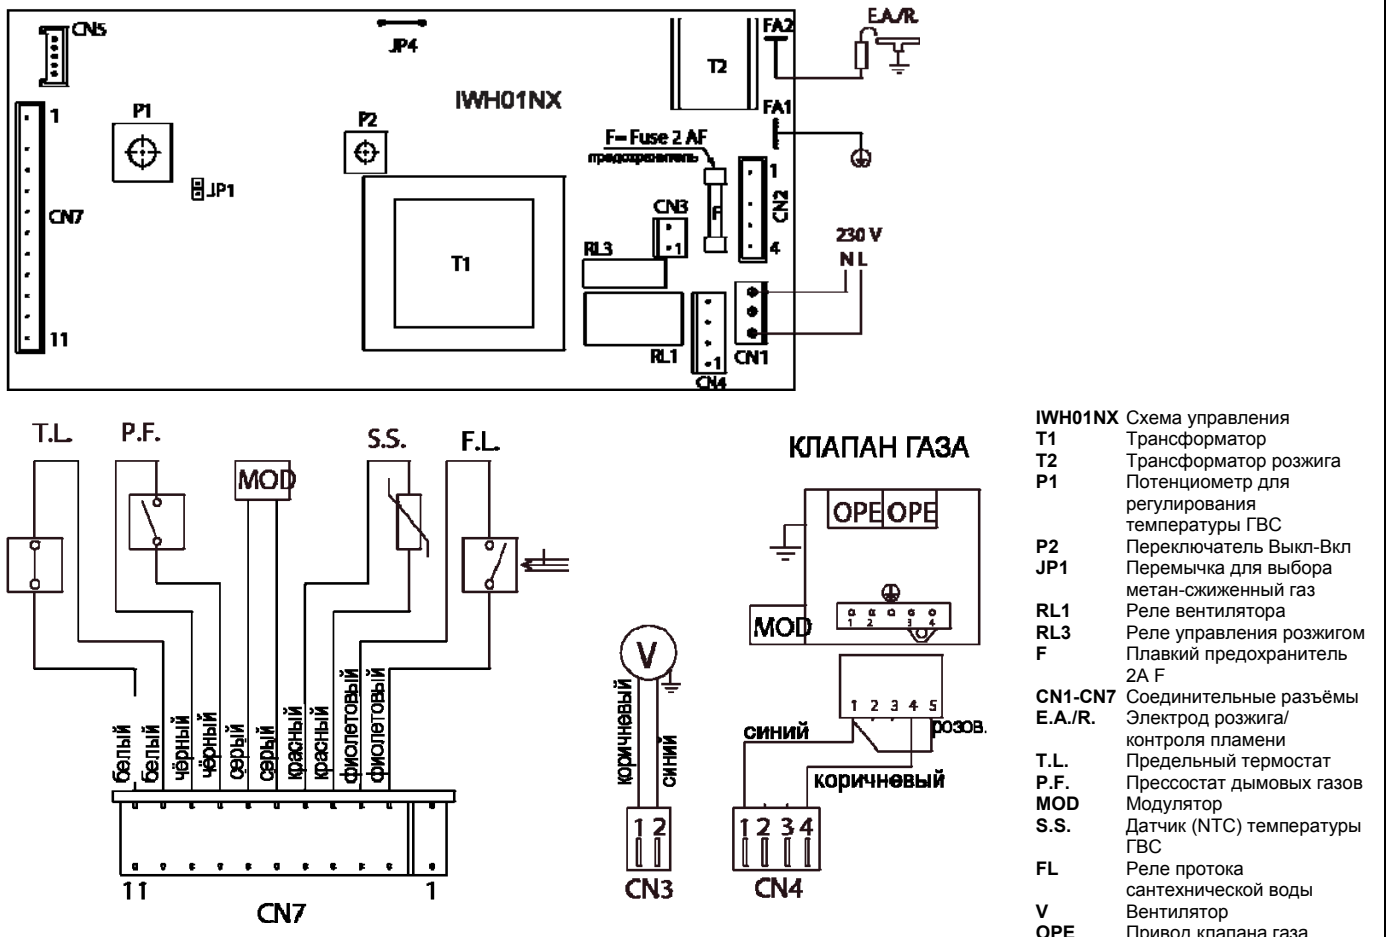 CN5
JP4
FA2
E.A./R.
T2
IWH01NX
P1
P2
FA1
F= Fuse 2 AF
предохранитель
1
JP1
CN7
CN3
F
1
CN2
4
1
RL3
T1
230 V
N L
11
RL1
1
CN4
CN1
T.L.
P.F.
MOD
S.S.
F.L.
КЛАПАН ГАЗА
OPE OPE
MOD
1 2 3 4
V
коричневый
синий
1 2 3 4 5
синий
розов.
коричневый
белый
белый
чёрный
чёрный
серый
серый
красный
красный
фиолетовый
фиолетовый
1 2
CN3
1 2 3 4
CN4
11
1
CN7
IWH01NX Схема управления
T1 Трансформатор
T2 Трансформатор розжига
P1 Потенциометр для
регулирования
температуры ГВС
P2 Переключатель Выкл-Вкл
JP1 Перемычка для выбора
метан-сжиженный газ
RL1 Реле вентилятора
RL3 Реле управления розжигом
F Плавкий предохранитель
2A F
CN1-CN7 Соединительные разъёмы
E.A./R. Электрод розжига/
контроля пламени
T.L. Предельный термостат
P.F. Прессостат дымовых газов
MOD Модулятор
S.S. Датчик (NTC) температуры
ГВС
FL Реле протока
сантехнической воды
V Вентилятор
OPE Привод клапана газа